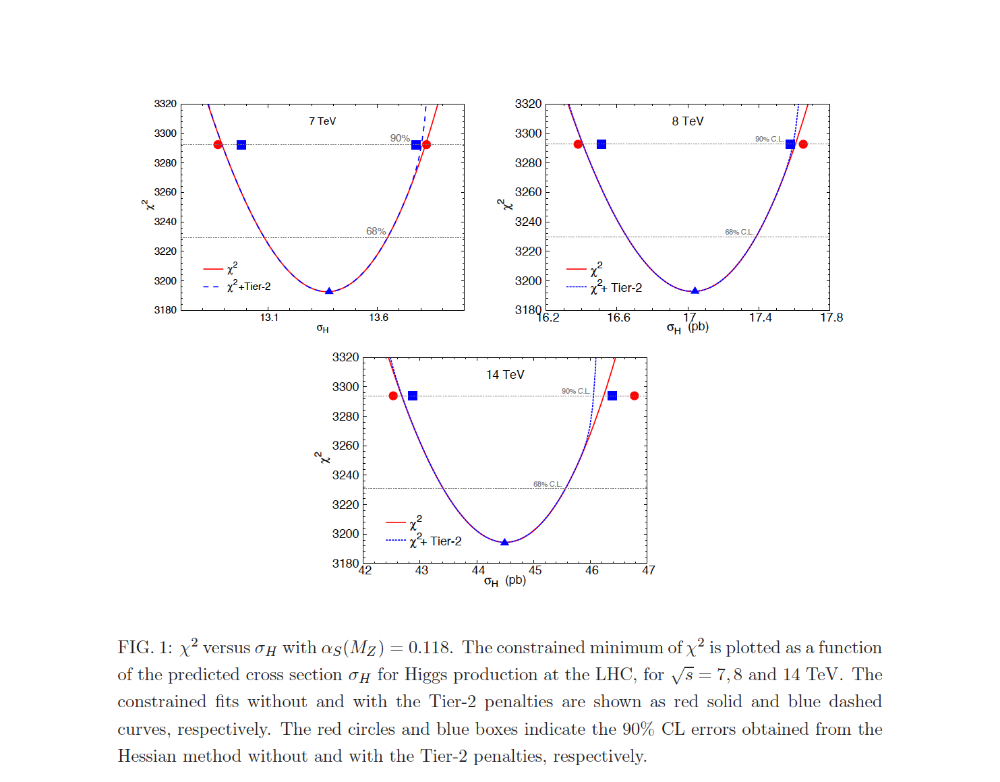 3320
3300
3280
3260
3240
3220
3200
3180
χ²
7 TeV
90%
68%
χ²
χ²+Tier-2
13.1 13.6
σH
3320
3300
3280
3260
3240
3220
3200
3180
χ²
8 TeV
90% C.L.
68% C.L.
χ²
χ²+ Tier-2
16.2 16.6 17 17.4 17.8
σH (pb)
3320
3300
3280
3260
3240
3220
3200
3180
χ²
14 TeV
90% C.L.
68% C.L.
χ²
χ²+ Tier-2
42 43 44 45 46 47
σH (pb)
FIG. 1: χ² versus σH with αS(MZ) = 0.118. The constrained minimum of χ² is plotted as a function
of the predicted cross section σH for Higgs production at the LHC, for √s = 7, 8 and 14 TeV. The
constrained fits without and with the Tier-2 penalties are shown as red solid and blue dashed
curves, respectively. The red circles and blue boxes indicate the 90% CL errors obtained from the
Hessian method without and with the Tier-2 penalties, respectively.